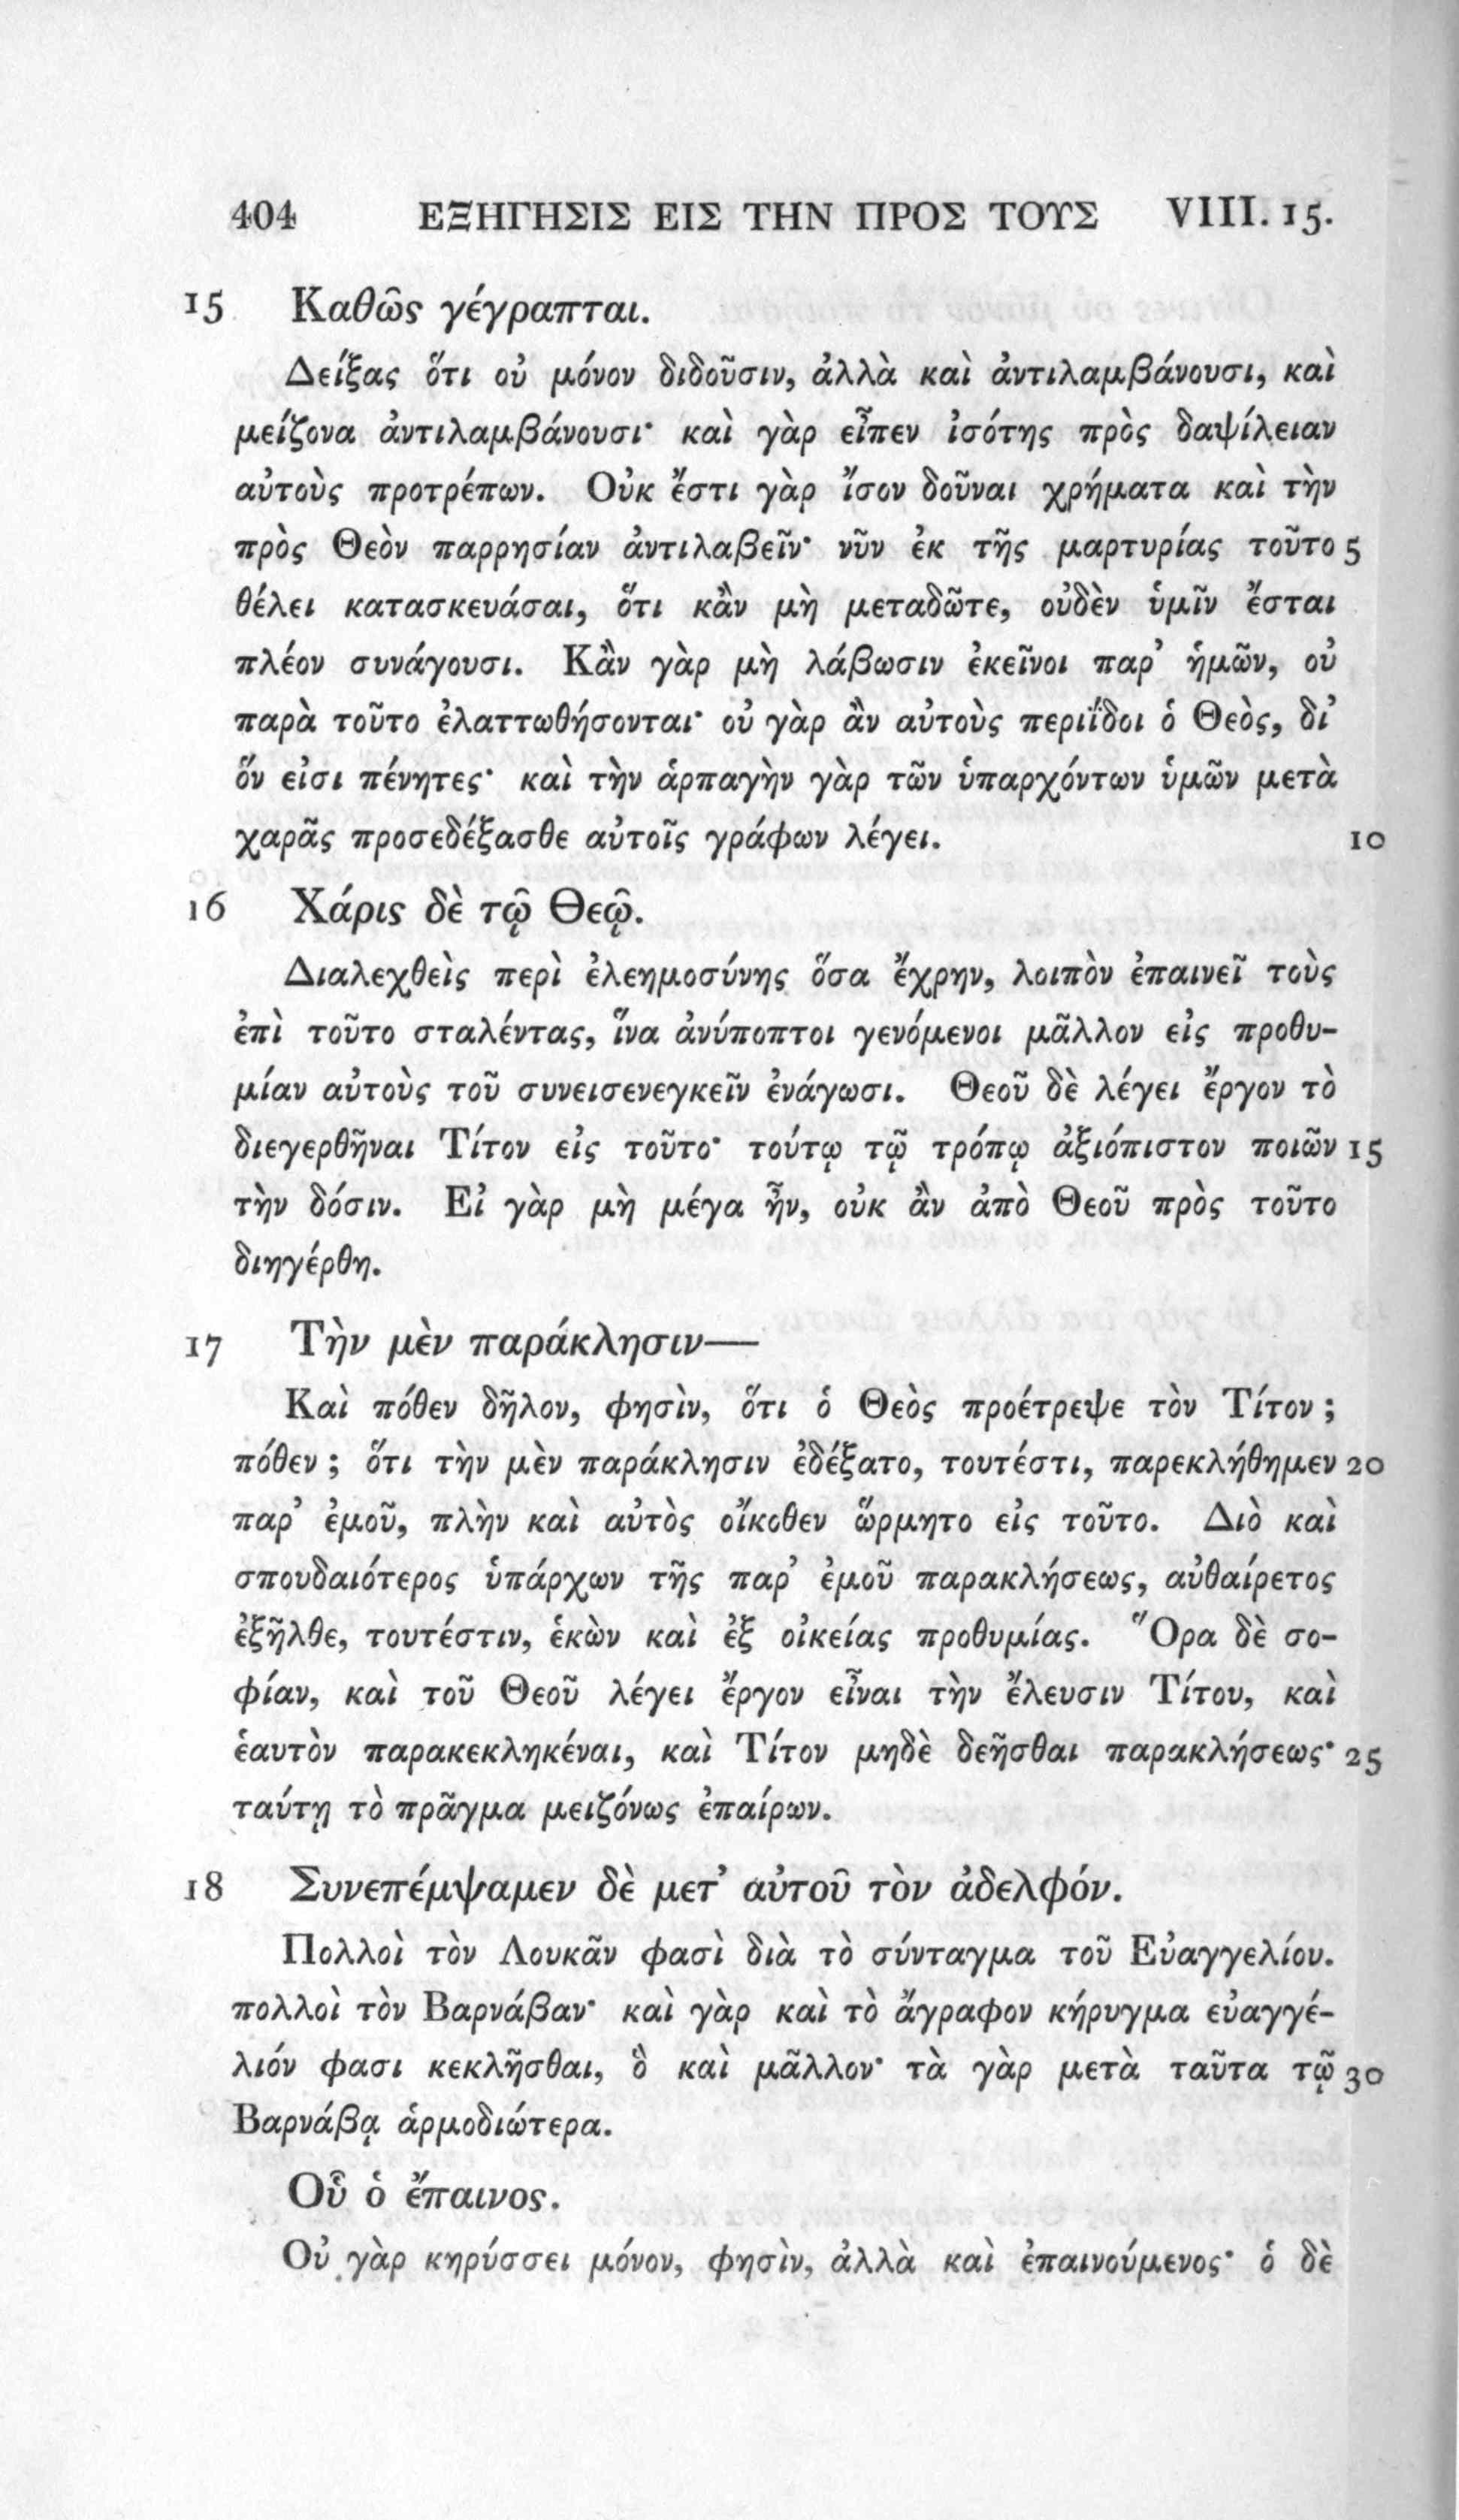 404 ΕΞΗΓΗΣΙΣ ΕΙΣ ΤΗΝ ΠΡΟΣ ΤΟΥΣ VIII. 15.
15 Καθῶς γέγραπται.
Δείξας ὅτι οὐ μόνον διδοῦσιν, ἀλλὰ καὶ ἀντιλαμβάνουσι, καὶ
μείζονα ἀντιλαμβάνουσι· καὶ γὰρ εἶπεν ἰσότης πρὸς δαψίλειαν
αὐτοὺς προτρέπων. Οὐκ ἔστι γὰρ ἴσον δοῦναι χρήματα καὶ τὴν
πρὸς Θεὸν παρρησίαν ἀντιλαβεῖν· νῦν ἐκ τῆς μαρτυρίας τοῦτο 5
θέλει κατασκευάσαι, ὅτι κἂν μὴ μεταδῶτε, οὐδὲν ὑμῖν ἔσται
πλέον συνάγουσι. Κἂν γὰρ μὴ λάβωσιν ἐκεῖνοι παρ’ ἡμῶν, οὐ
παρὰ τοῦτο ἐλαττωθήσονται· οὐ γὰρ ἂν αὐτοὺς περιΐδοι ὁ Θεὸς, δι’
ὅν εἰσι πένητες· καὶ τὴν ἁρπαγὴν γὰρ τῶν ὑπαρχόντων ὑμῶν μετὰ
χαρᾶς προσεδέξασθε αὐτοῖς γράφων λέγει. 10
16 Χάρις δὲ τῷ Θεῷ.
Διαλεχθεὶς περὶ ἐλεημοσύνης ὅσα ἔχρην, λοιπὸν ἐπαινεῖ τοὺς
ἐπὶ τοῦτο σταλέντας, ἵνα ἀνύποπτοι γενόμενοι μᾶλλον εἰς προθυ-
μίαν αὐτοὺς τοῦ συνεισενεγκεῖν ἐνάγωσι. Θεοῦ δὲ λέγει ἔργον τὸ
διεγερθῆναι Τίτον εἰς τοῦτο· τούτῳ τῷ τρόπῳ ἀξιόπιστον ποιῶν 15
τὴν δόσιν. Εἰ γὰρ μὴ μέγα ἦν, οὐκ ἂν ἀπὸ Θεοῦ πρὸς τοῦτο
διηγέρθη.
17 Τὴν μὲν παράκλησιν—
Καὶ πόθεν δῆλον, φησὶν, ὅτι ὁ Θεὸς προέτρεψε τὸν Τίτον ;
πόθεν ; ὅτι τὴν μὲν παράκλησιν ἐδέξατο, τουτέστι, παρεκλήθημεν 20
παρ’ ἐμοῦ, πλὴν καὶ αὐτὸς οἴκοθεν ὥρμητο εἰς τοῦτο. Διὸ καὶ
σπουδαιότερος ὑπάρχων τῆς παρ’ ἐμοῦ παρακλήσεως, αὐθαίρετος
ἐξῆλθε, τουτέστιν, ἑκὼν καὶ ἐξ οἰκείας προθυμίας. Ὅρα δὲ σο-
φίαν, καὶ τοῦ Θεοῦ λέγει ἔργον εἶναι τὴν ἔλευσιν Τίτου, καὶ
ἑαυτὸν παρακεκληκέναι, καὶ Τίτον μηδὲ δεῆσθαι παρακλήσεως· 25
ταύτῃ τὸ πρᾶγμα μειζόνως ἐπαίρων.
18 Συνεπέμψαμεν δὲ μετ’ αὐτοῦ τὸν ἀδελφόν.
Πολλοὶ τὸν Λουκᾶν φασὶ διὰ τὸ σύνταγμα τοῦ Εὐαγγελίου.
πολλοὶ τὸν Βαρνάβαν· καὶ γὰρ καὶ τὸ ἄγραφον κήρυγμα εὐαγγέ-
λιόν φασι κεκλῆσθαι, ὃ καὶ μᾶλλον· τὰ γὰρ μετὰ ταῦτα τῷ 30
Βαρνάβᾳ ἁρμοδιώτερα.
Οὗ ὁ ἔπαινος.
Οὐ γὰρ κηρύσσει μόνον, φησὶν, ἀλλὰ καὶ ἐπαινούμενος· ὁ δὲ